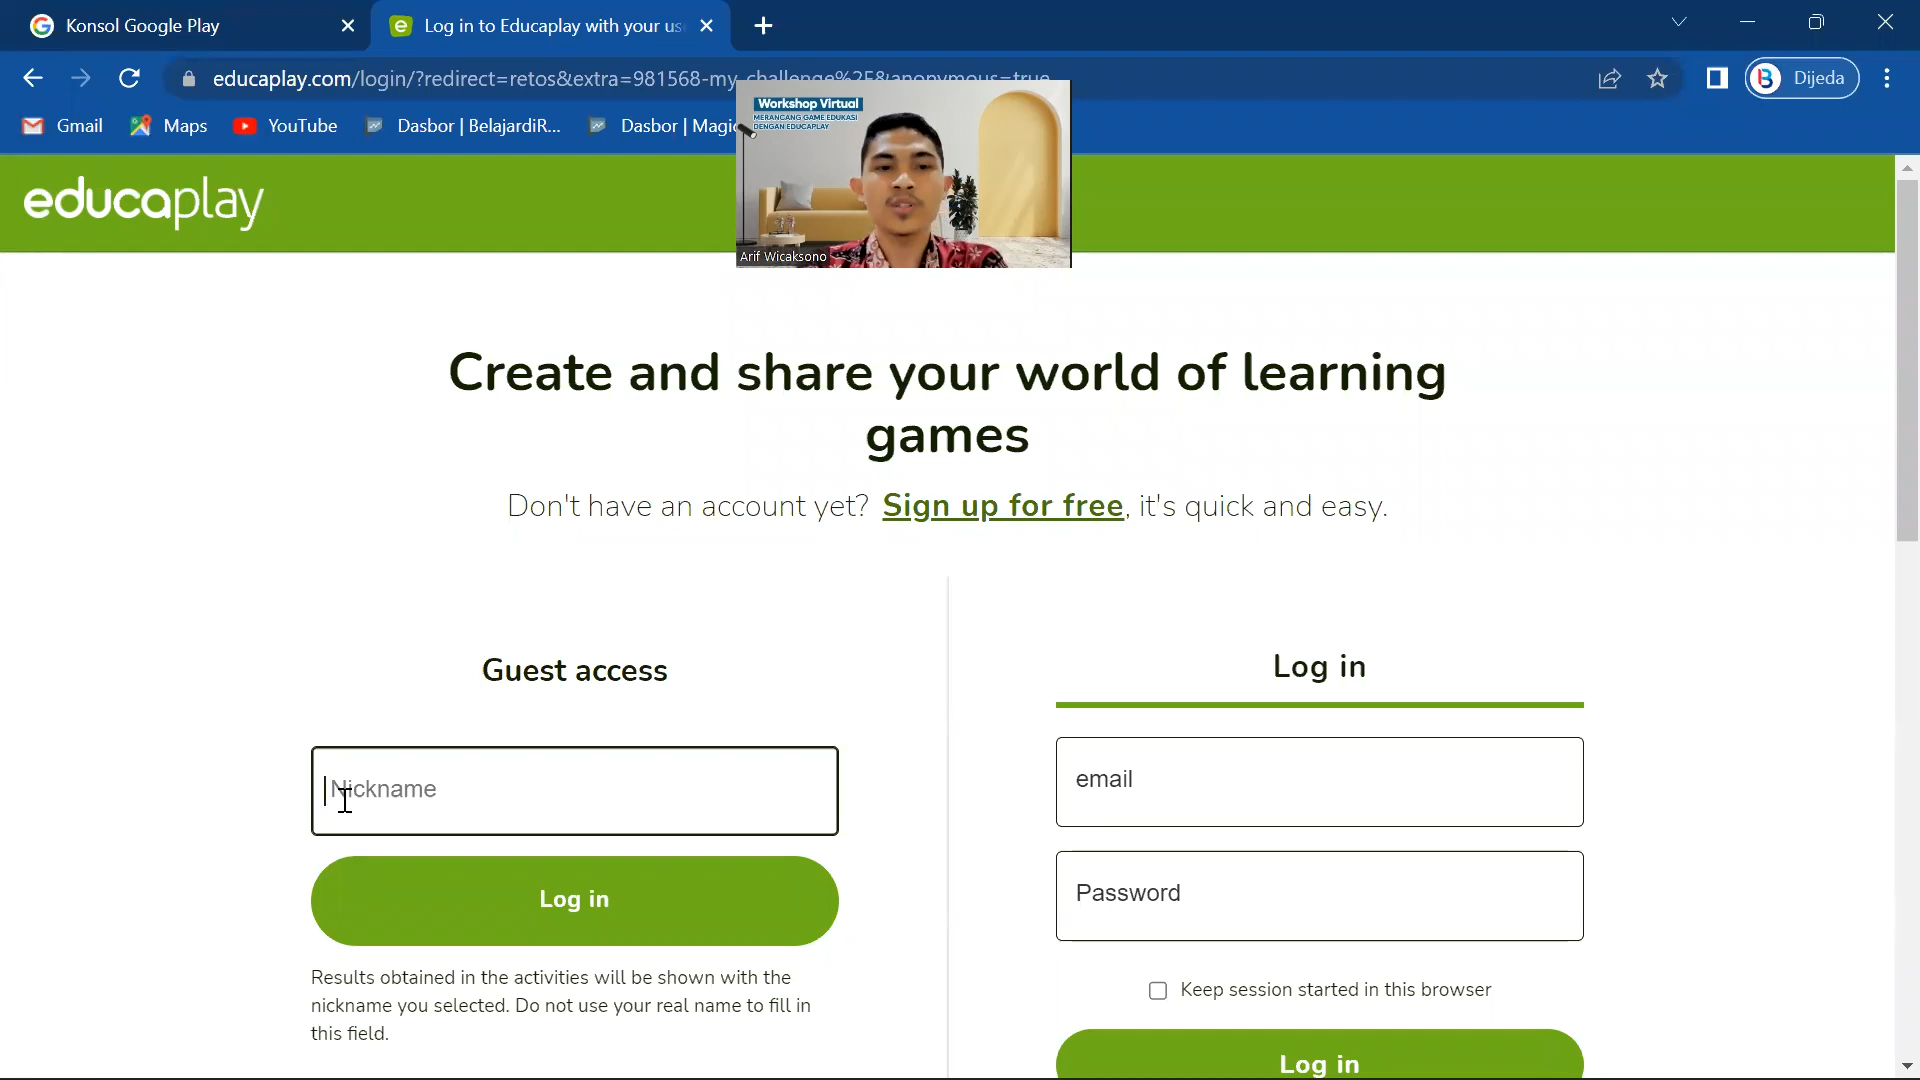 Konsol Google Play
Log in to Educaplay with your us
educaplay.com/login/?redirect=retos&extra=981568-my_challenge%2F&anonymous=true
Dijeda
Gmail
Maps
YouTube
Dasbor | BelajardiR...
Dasbor | Magic
Workshop Virtual
MERANCANG GAME EDUKASI
DENGAN EDUCAPLAY
Arif Wicaksono
educaplay
Create and share your world of learning
games
Don't have an account yet? Sign up for free, it's quick and easy.
Guest access
Nickname
Log in
Results obtained in the activities will be shown with the
nickname you selected. Do not use your real name to fill in
this field.
Log in
email
Password
Keep session started in this browser
Log in